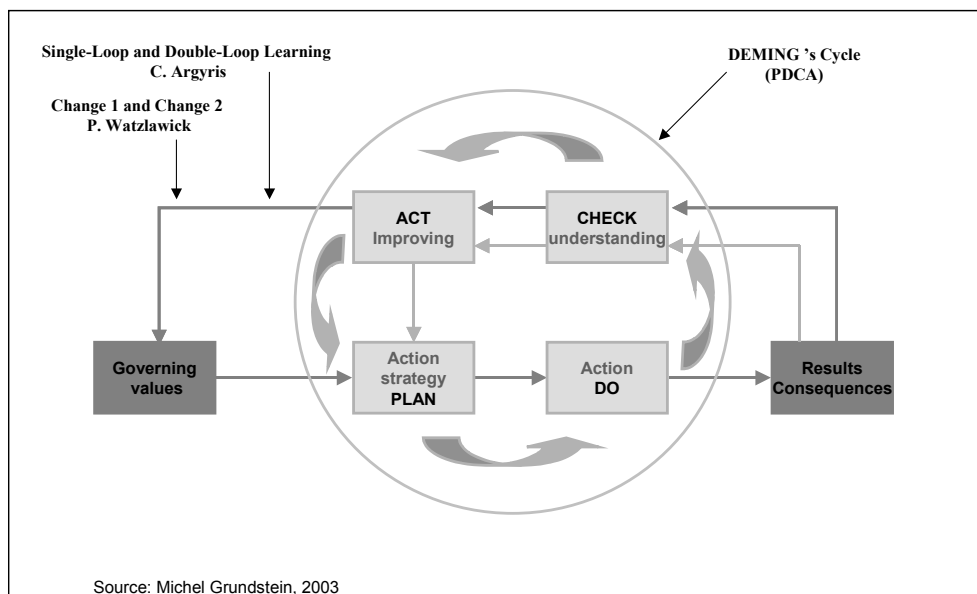 Single-Loop and Double-Loop Learning
C. Argyris
Change 1 and Change 2
P. Watzlawick
DEMING ’s Cycle
(PDCA)
ACT
Improving
CHECK
understanding
Governing
values
Action
strategy
PLAN
Action
DO
Results
Consequences
Source: Michel Grundstein, 2003